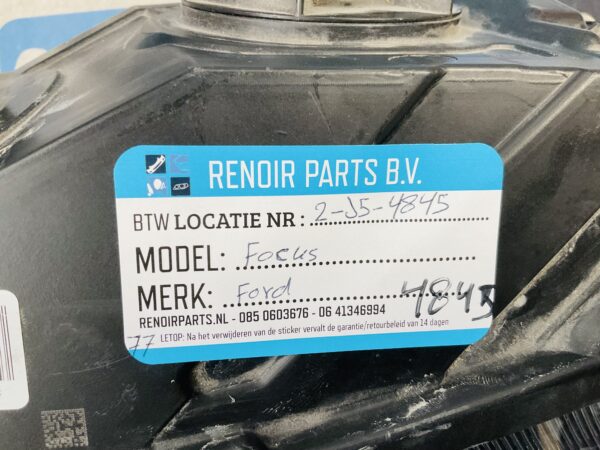 RENOIR PARTS B.V.
BTW LOCATIE NR : 2-J5-4845
MODEL: Focus
MERK: Ford 4845
RENOIRPARTS.NL - 085 0603676 - 06 41346994
77 LETOP: Na het verwijderen van de sticker vervalt de garantie/retourbeleid van 14 dagen